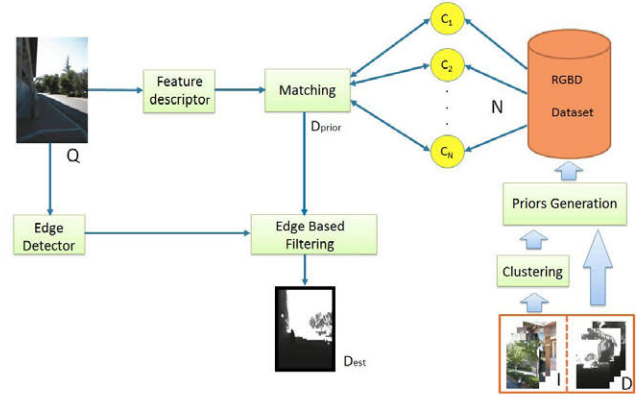 C1
RGBD
Dataset
Feature
descriptor
Matching
C2
N
Dprior
CN
Q
Priors Generation
Edge
Detector
Edge Based
Filtering
Clustering
Dest
I
D